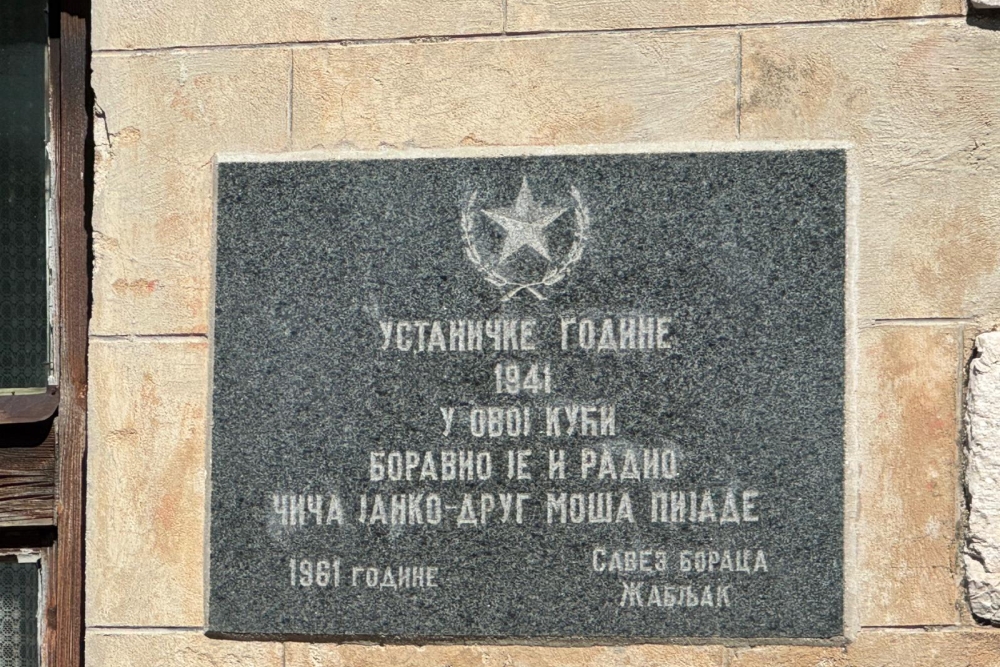 УСТАНИЧКЕ ГОДИНЕ
1941
У ОВОЈ КУЋИ
БОРАВИО ЈЕ И РАДИО
ЧИЧА ЈАНКО-ДРУГ МОША ПИЈАДЕ
1961 ГОДИНЕ
САВЕЗ БОРАЦА
ЖАБЉАК